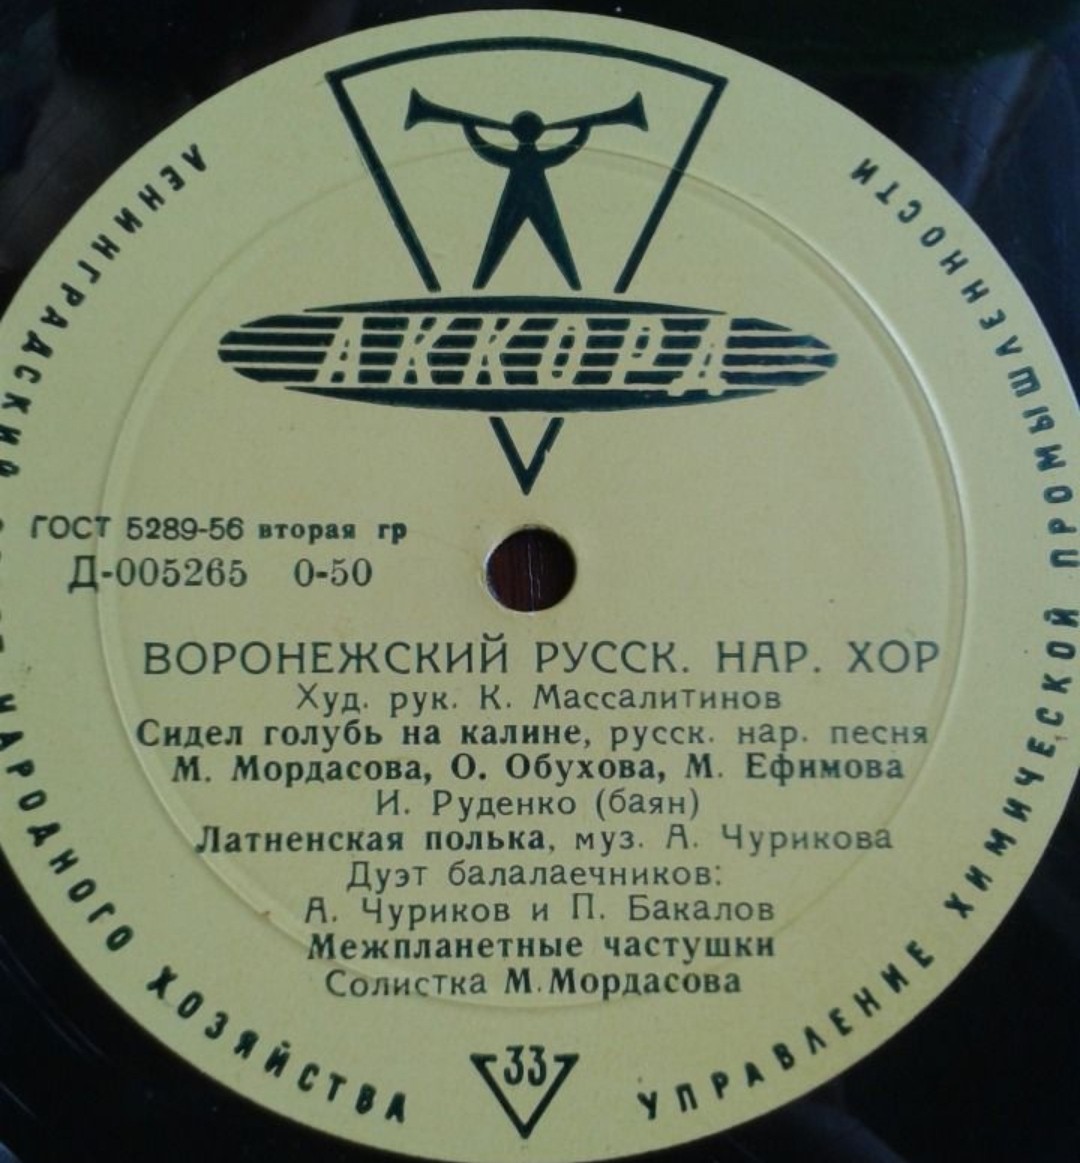 АККОРД
ГОСТ 5289-56 вторая гр
Д-005265 0-50
ВОРОНЕЖСКИЙ РУССК. НАР. ХОР
Худ. рук. К. Массалитинов
Сидел голубь на калине, русск. нар. песня
М. Мордасова, О. Обухова, М. Ефимова
И. Руденко (баян)
Латненская полька, муз. А. Чурикова
Дуэт балалаечников:
А. Чуриков и П. Бакалов
Межпланетные частушки
Солистка М. Мордасова
33
ЛЕНИНГРАДСКИЙ НАРОДНОГО ХОЗЯЙСТВА
УПРАВЛЕНИЕ ХИМИЧЕСКОЙ ПРОМЫШЛЕННОСТИ